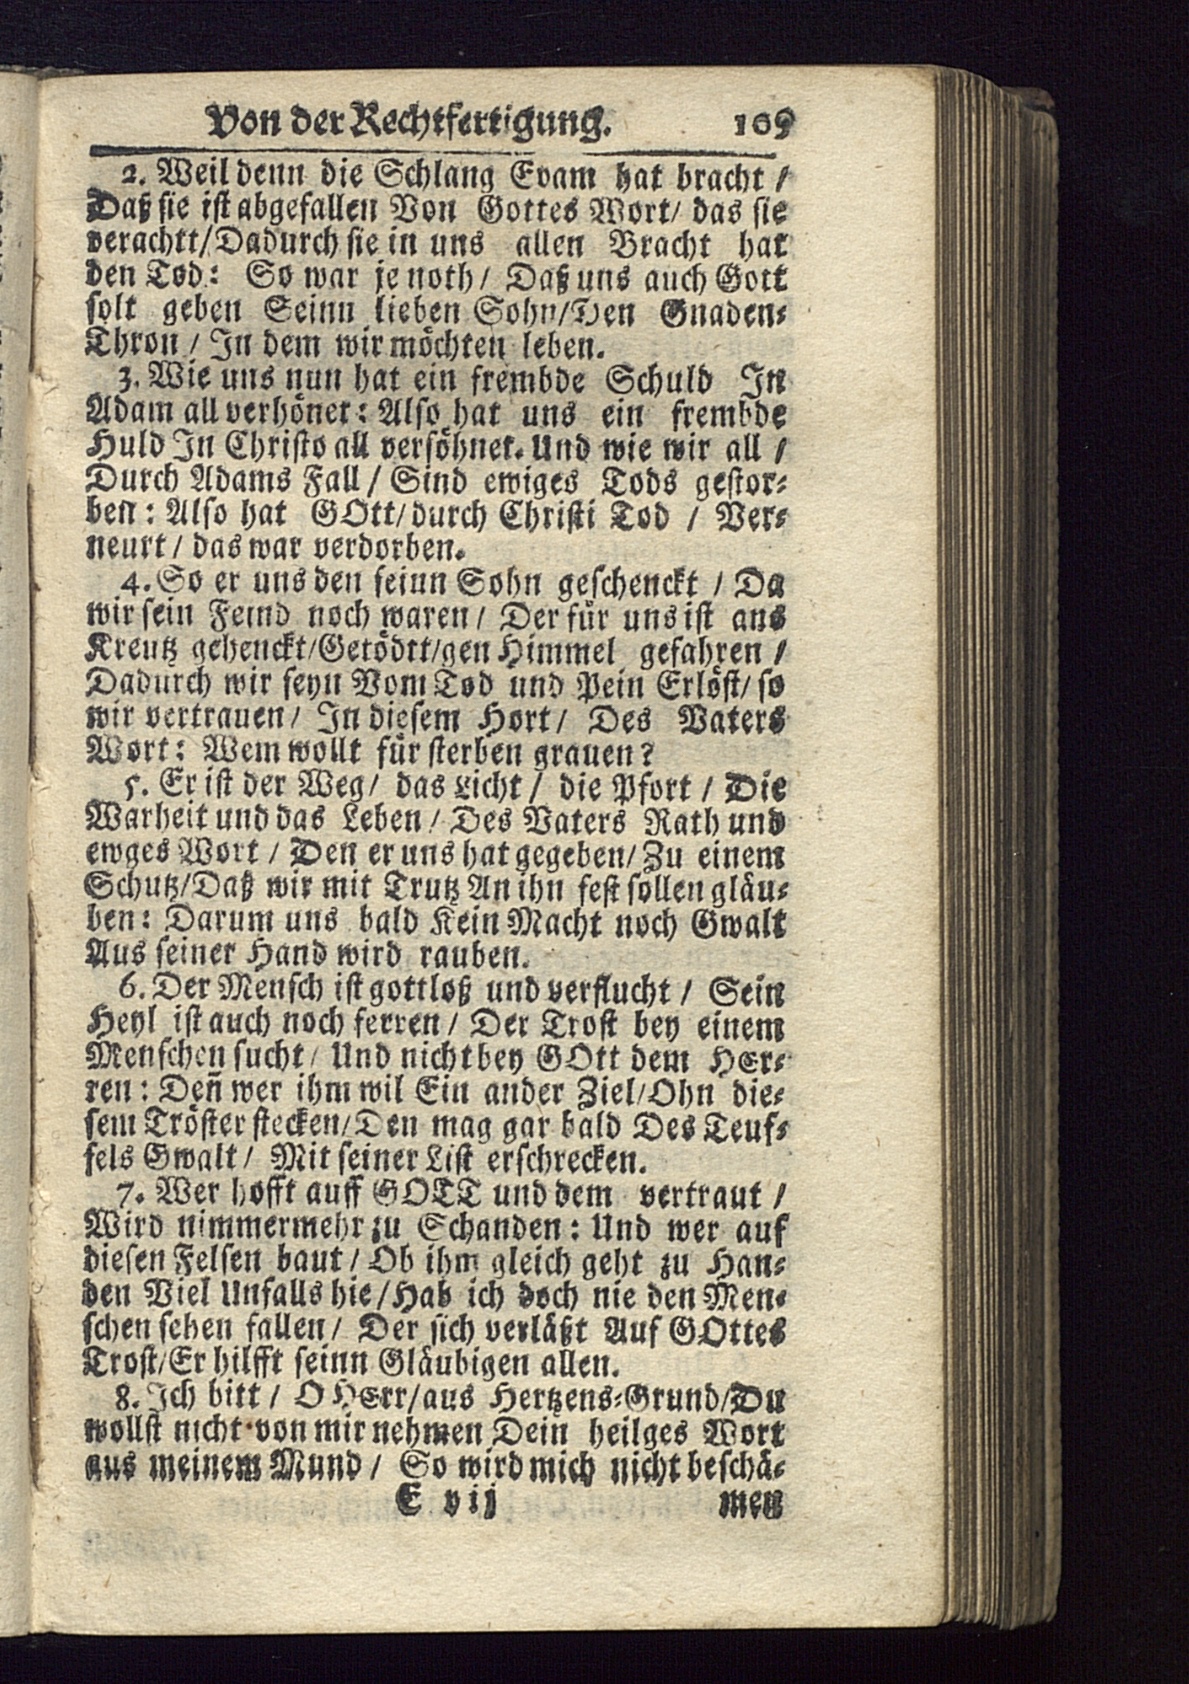 Von der Rechtfertigung. 109
2. Weil denn die Schlang Evam hat bracht /
Daß sie ist abgefallen Von Gottes Wort/ das sie
verachtt/Dadurch sie in uns allen Bracht hat
den Tod: So war je noth/ Daß uns auch Gott
solt geben Seinn lieben Sohn/Den Gnaden-
Thron / In dem wir möchten leben.
3. Wie uns nun hat ein frembde Schuld In
Adam all verhönet: Also hat uns ein frembde
Huld In Christo all versöhnet. Und wie wir all /
Durch Adams Fall / Sind ewiges Tods gestor-
ben: Also hat GOtt/durch Christi Tod / Ver-
neurt / das war verdorben.
4. So er uns den seinn Sohn geschenckt / Da
wir sein Feind noch waren / Der für uns ist ans
Kreutz gehenckt/Getödtt/gen Himmel gefahren /
Dadurch wir seyn Vom Tod und Pein Erlöst/ so
wir vertrauen/ In diesem Hort/ Des Vaters
Wort: Wem wollt für sterben grauen?
5. Er ist der Weg/ das Licht / die Pfort / Die
Warheit und das Leben / Des Vaters Rath und
ewges Wort / Den er uns hat gegeben/ Zu einem
Schutz/Daß wir mit Trutz An ihn fest sollen gläu-
ben: Darum uns bald Kein Macht noch Gwalt
Aus seiner Hand wird rauben.
6. Der Mensch ist gottloß und verflucht / Sein
Heyl ist auch noch ferren / Der Trost bey einem
Menschen sucht / Und nicht bey GOtt dem HEr-
ren: Deñ wer ihm wil Ein ander Ziel/Ohn die-
sem Tröster stecken/Den mag gar bald Des Teuf-
fels Gwalt / Mit seiner List erschrecken.
7. Wer hofft auff GOTT und dem vertraut /
Wird nimmermehr zu Schanden: Und wer auf
diesen Felsen baut / Ob ihm gleich geht zu Han-
den Viel Unfalls hie/Hab ich doch nie den Men-
schen sehen fallen / Der sich verläßt Auf GOttes
Trost/Er hilfft seinn Gläubigen allen.
8. Ich bitt / O HErr/aus Hertzens-Grund/Du
wollst nicht von mir nehmen Dein heilges Wort
aus meinem Mund / So wird mich nicht beschä-
E vij men